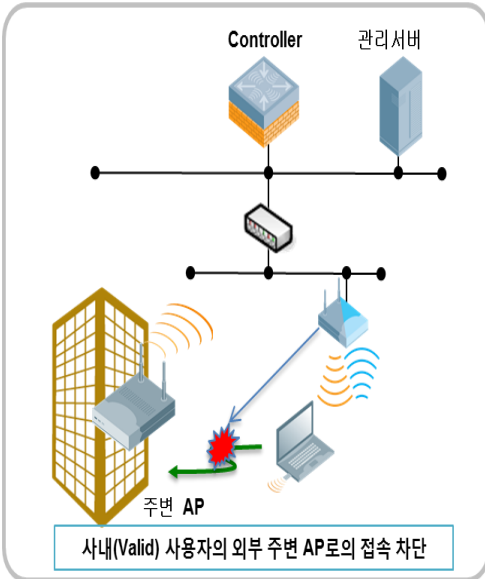 Controller
관리서버
주변 AP
사내(Valid) 사용자의 외부 주변 AP로의 접속 차단